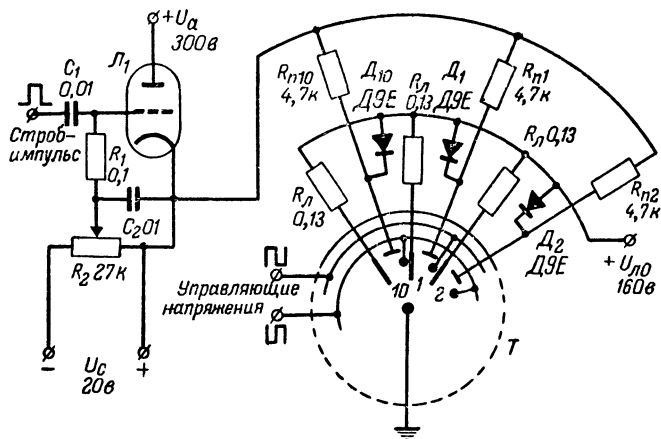 +Uа
300в
Л1
C1
0,01
Строб-
импульс
R1
0,1
C2 01
R2 27к
Uс
20в
− +
Управляющие
напряжения
Rп10
4,7к
Д10
Д9Е
Rл
0,13
Д1
Д9Е
Rп1
4,7к
Rл 0,13
Rп2
4,7к
Rл
0,13
Д2
Д9Е
+Uло
160в
10
1
2
Т